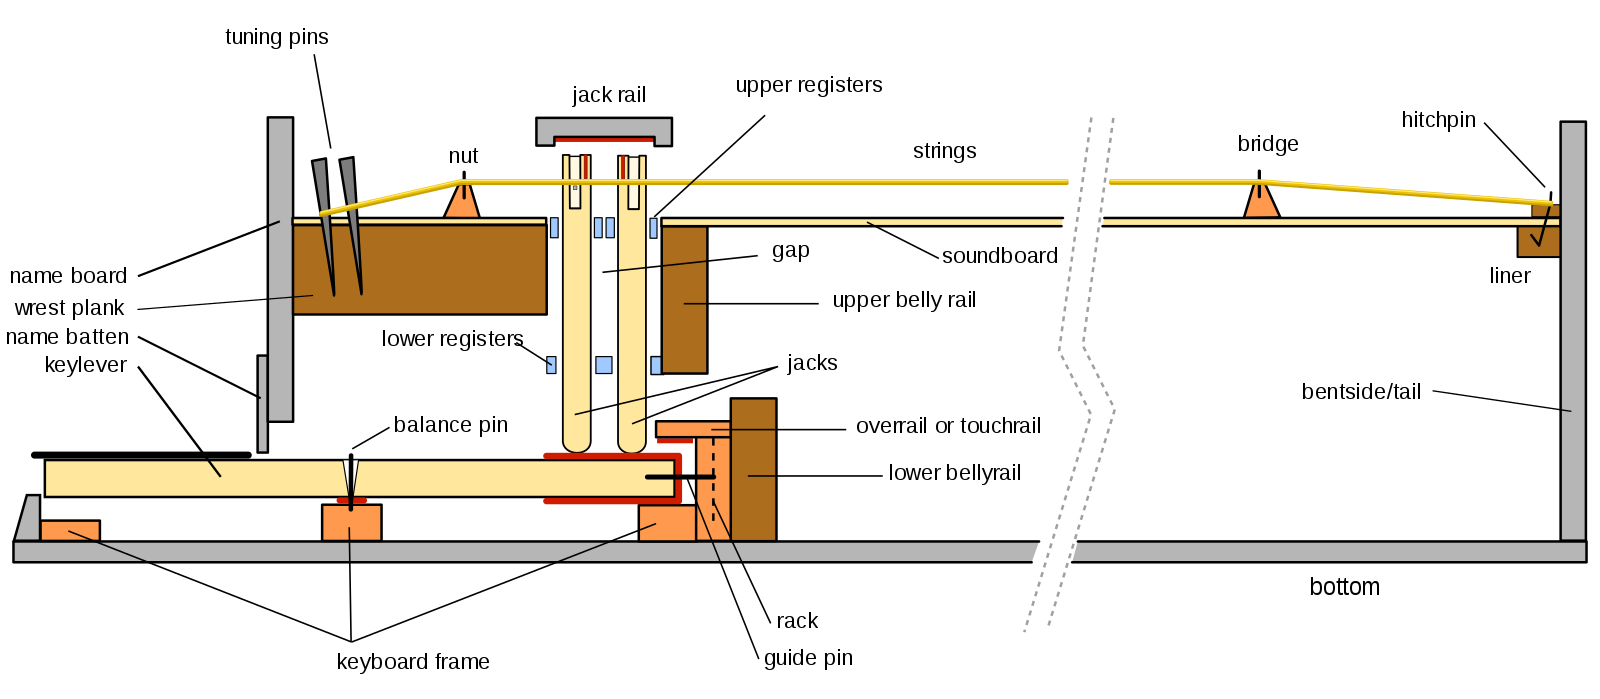 tuning pins
jack rail
upper registers
hitchpin
nut
strings
bridge
name board
gap
soundboard
liner
wrest plank
upper belly rail
name batten
lower registers
keylever
jacks
bentside/tail
balance pin
overrail or touchrail
lower bellyrail
bottom
rack
keyboard frame
guide pin